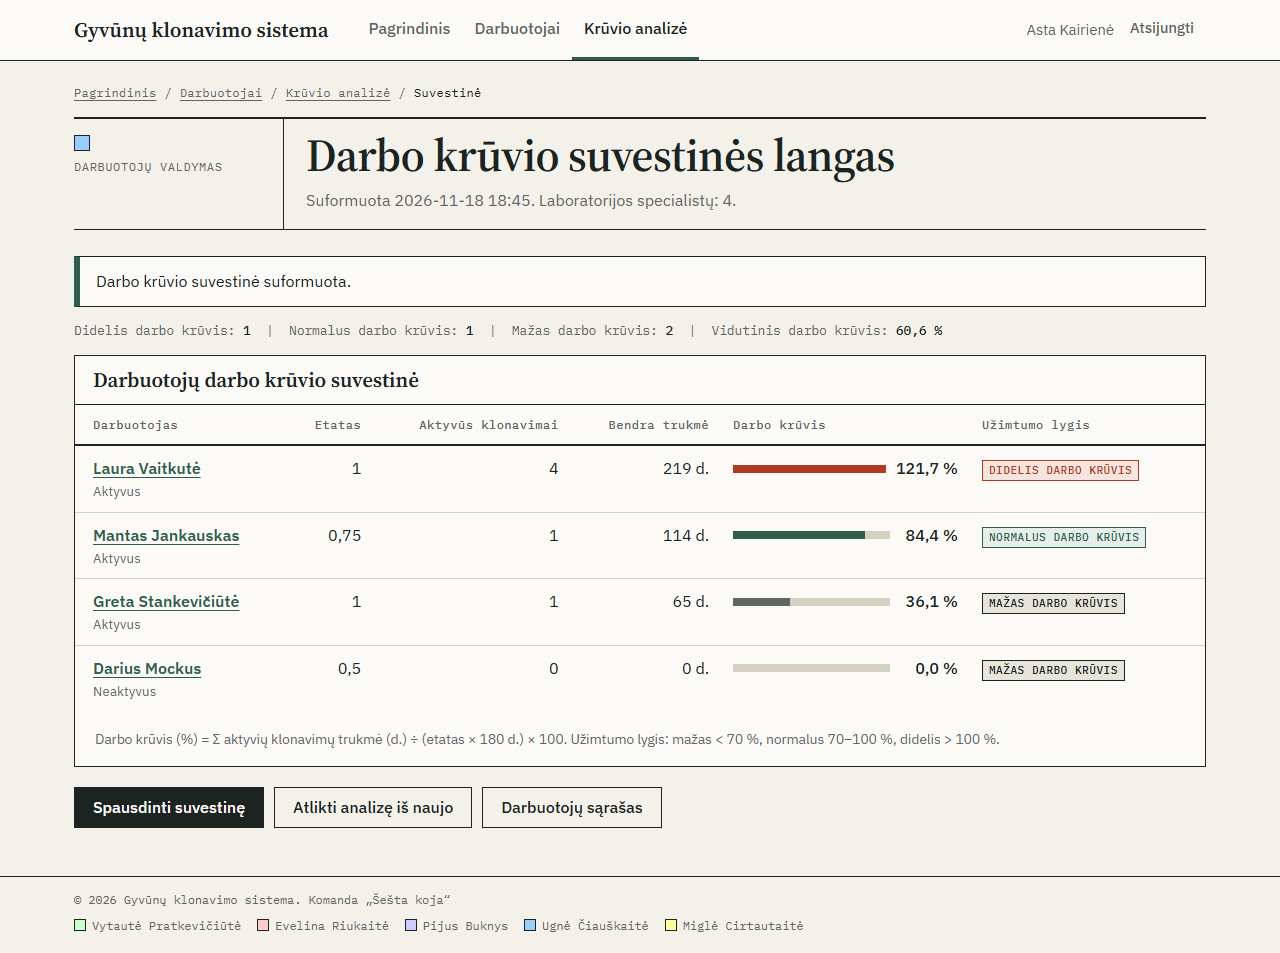 Gyvūnų klonavimo sistema Pagrindinis Darbuotojai Krūvio analizė Asta Kairienė Atsijungti
Pagrindinis / Darbuotojai / Krūvio analizė / Suvestinė
DARBUOTOJŲ VALDYMAS
Darbo krūvio suvestinės langas
Suformuota 2026-11-18 18:45. Laboratorijos specialistų: 4.
Darbo krūvio suvestinė suformuota.
Didelis darbo krūvis: 1 | Normalus darbo krūvis: 1 | Mažas darbo krūvis: 2 | Vidutinis darbo krūvis: 60,6 %
Darbuotojų darbo krūvio suvestinė
Darbuotojas Etatas Aktyvūs klonavimai Bendra trukmė Darbo krūvis Užimtumo lygis
Laura Vaitkutė 1 4 219 d. 121,7 % DIDELIS DARBO KRŪVIS
Aktyvus
Mantas Jankauskas 0,75 1 114 d. 84,4 % NORMALUS DARBO KRŪVIS
Aktyvus
Greta Stankevičiūtė 1 1 65 d. 36,1 % MAŽAS DARBO KRŪVIS
Aktyvus
Darius Mockus 0,5 0 0 d. 0,0 % MAŽAS DARBO KRŪVIS
Neaktyvus
Darbo krūvis (%) = Σ aktyvių klonavimų trukmė (d.) ÷ (etatas × 180 d.) × 100. Užimtumo lygis: mažas < 70 %, normalus 70–100 %, didelis > 100 %.
Spausdinti suvestinę Atlikti analizę iš naujo Darbuotojų sąrašas
© 2026 Gyvūnų klonavimo sistema. Komanda „Šešta koja“
Vytautė Pratkevičiūtė Evelina Riukaitė Pijus Buknys Ugnė Čiauškaitė Miglė Cirtautaitė